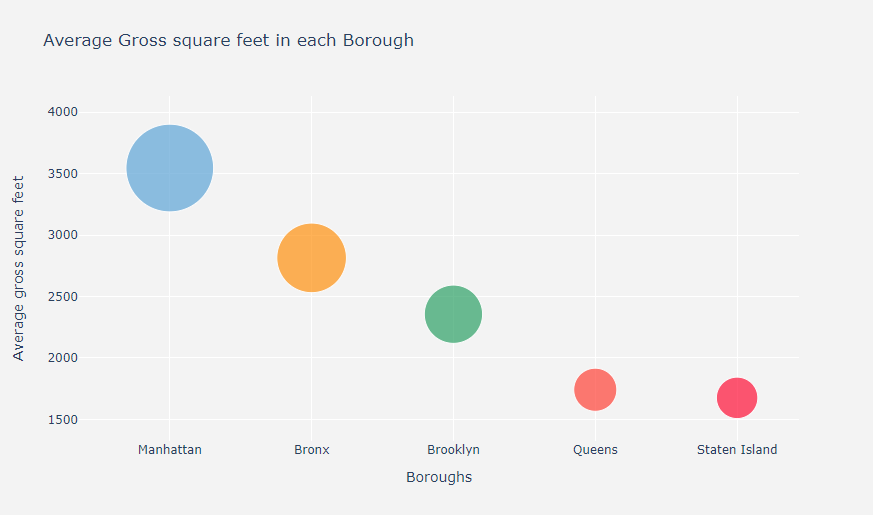 Average Gross square feet in each Borough
Average gross square feet
4000
3500
3000
2500
2000
1500
Manhattan Bronx Brooklyn Queens Staten Island
Boroughs